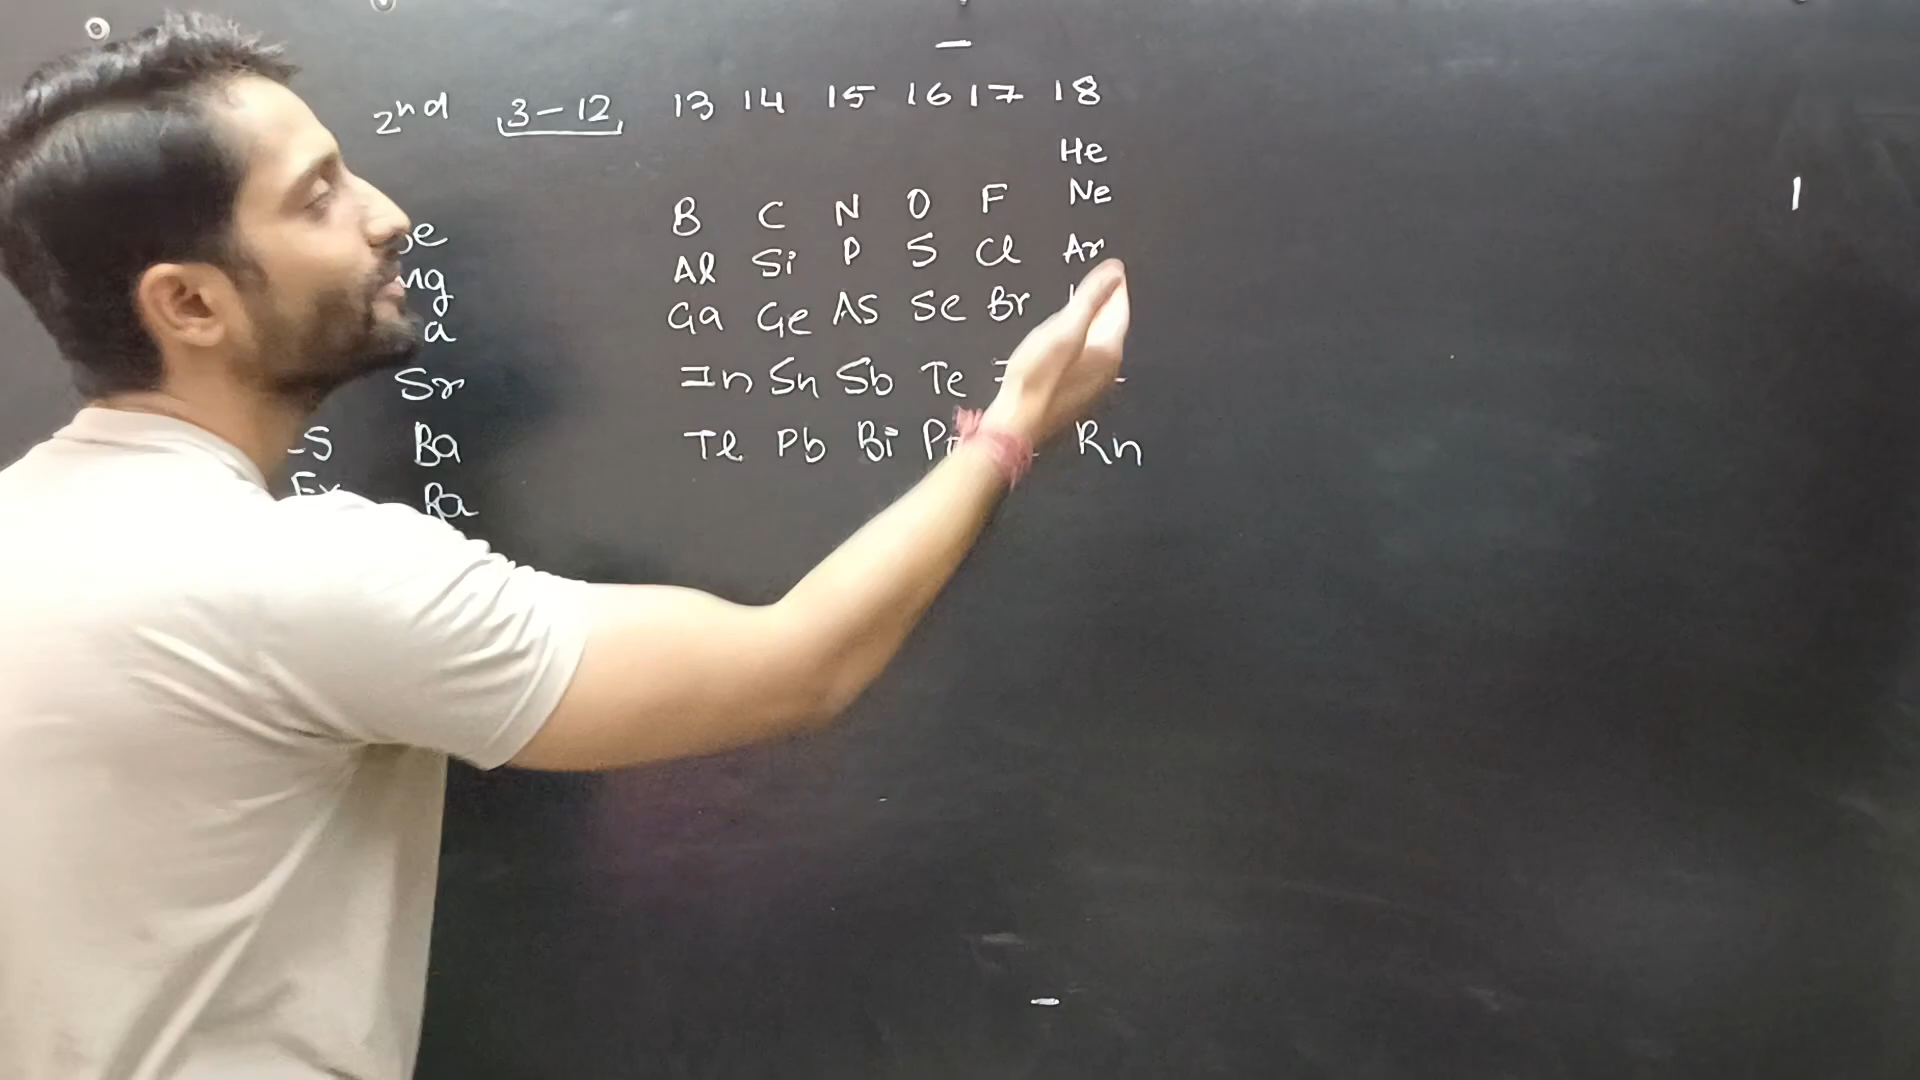 2nd 3-12 13 14 15 16 17 18
He
B C N O F Ne
Al Si P S Cl Ar
Ga Ge AS Se Br
Sr In Sn Sb Te
Ba Tl Pb Bi Rn
Ra